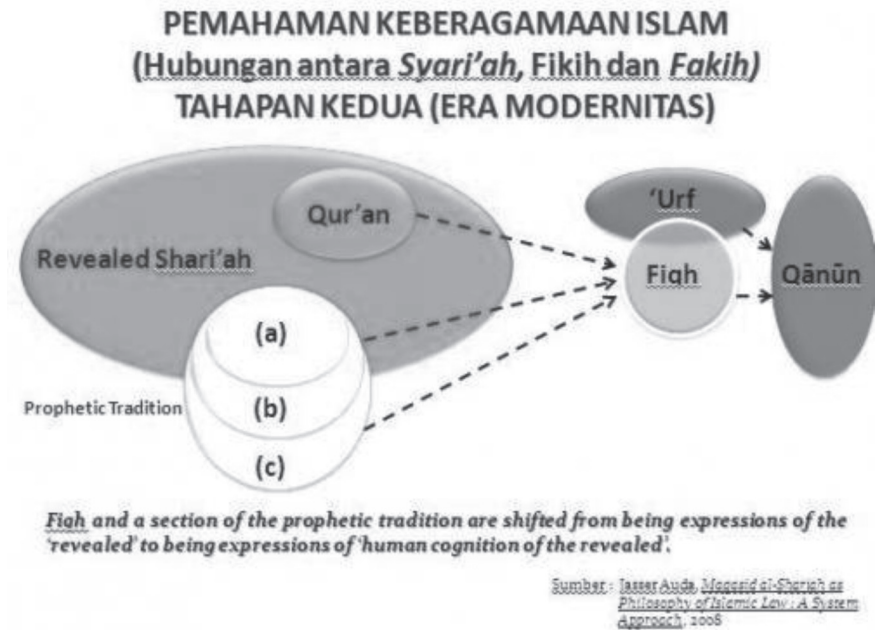 PEMAHAMAN KEBERAGAMAAN ISLAM
(Hubungan antara Syari'ah, Fikih dan Fakih)
TAHAPAN KEDUA (ERA MODERNITAS)
Qur'an
'Urf
Revealed Shari'ah
Fiqh
Qānūn
(a)
Prophetic Tradition
(b)
(c)
Fiqh and a section of the prophetic tradition are shifted from being expressions of the
'revealed' to being expressions of 'human cognition of the revealed'.
Sumber : Jasser Auda, Maqasid al-Shariah as
Philosophy of Islamic Law : A System
Approach, 2008